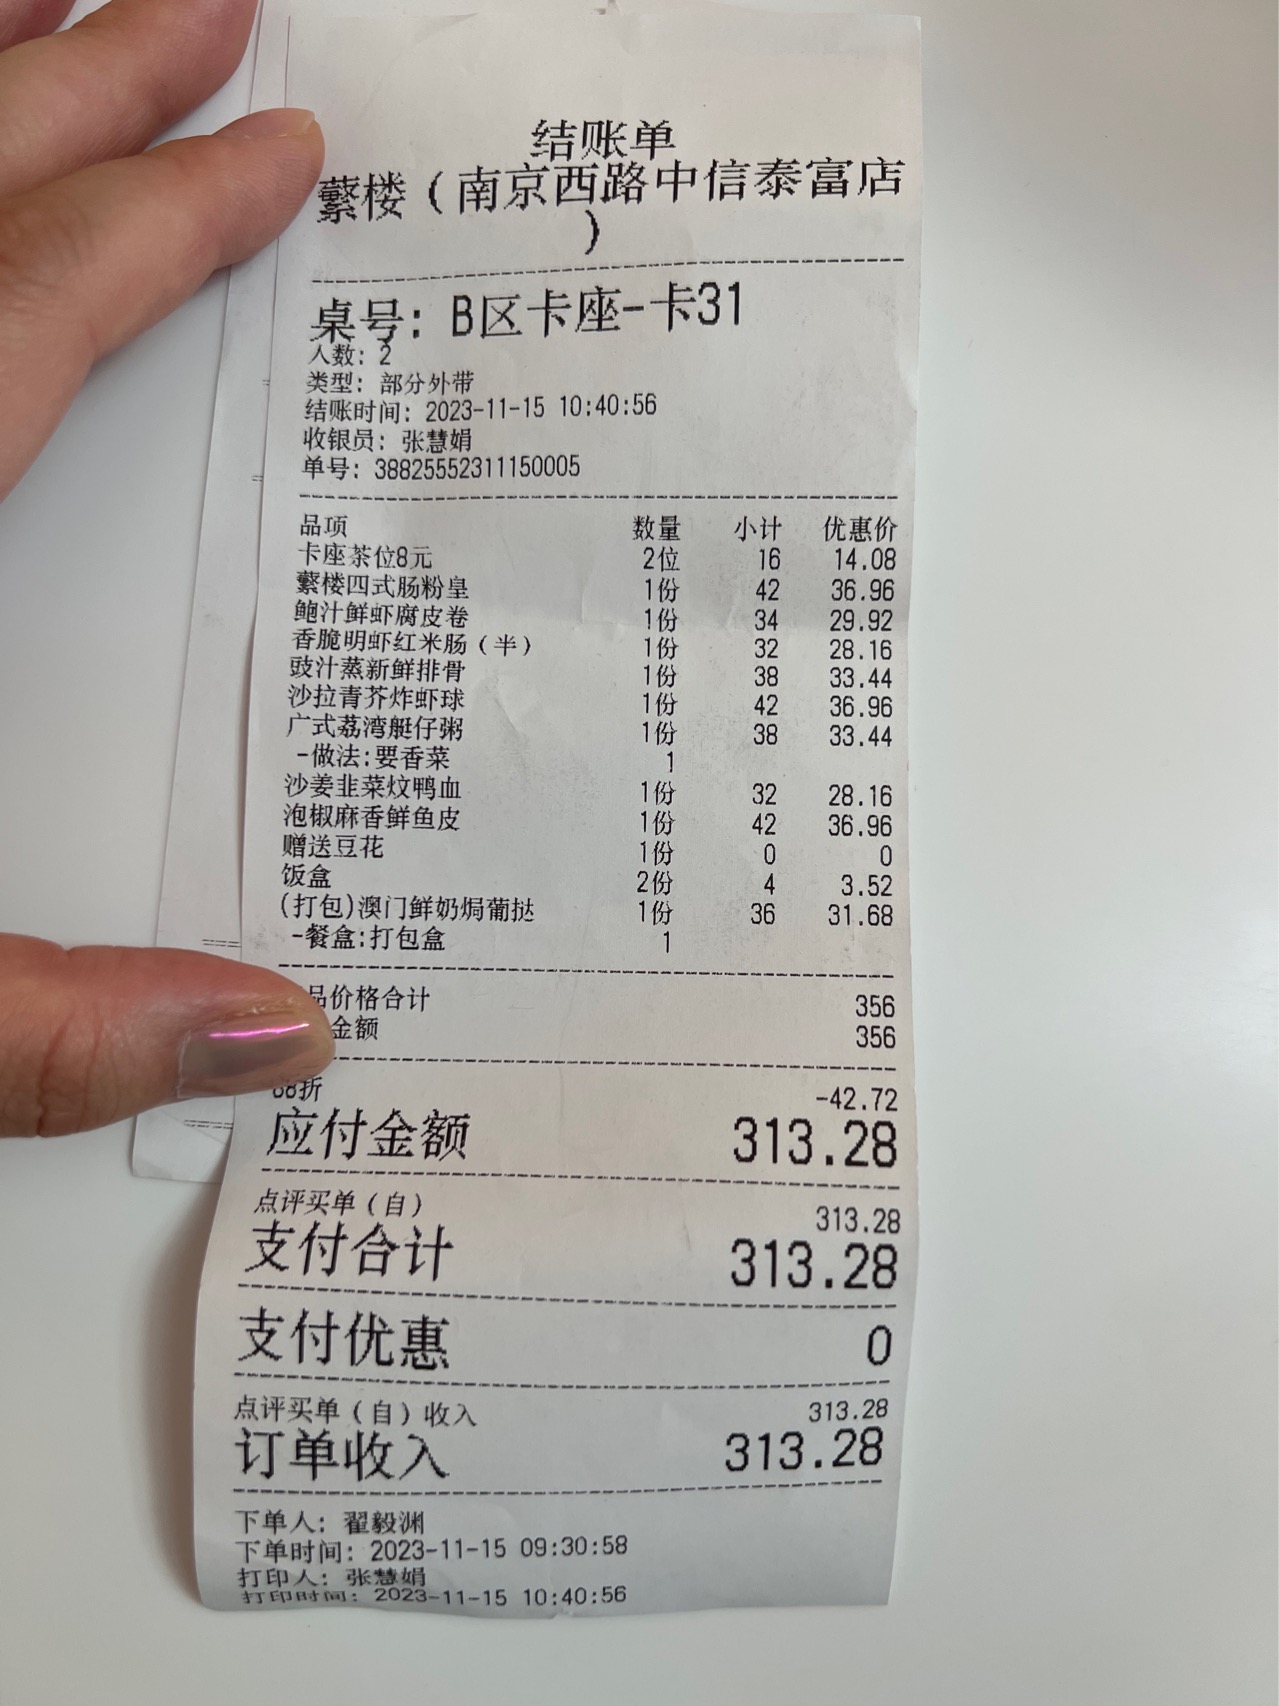 结账单
蘩楼（南京西路中信泰富店
）
桌号: B区卡座-卡31
人数: 2
类型: 部分外带
结账时间: 2023-11-15 10:40:56
收银员: 张慧娟
单号: 38825552311150005
品项 数量 小计 优惠价
卡座茶位8元 2位 16 14.08
蘩楼四式肠粉皇 1份 42 36.96
鲍汁鲜虾腐皮卷 1份 34 29.92
香脆明虾红米肠（半） 1份 32 28.16
豉汁蒸新鲜排骨 1份 38 33.44
沙拉青芥炸虾球 1份 42 36.96
广式荔湾艇仔粥 1份 38 33.44
-做法:要香菜 1
沙姜韭菜炆鸭血 1份 32 28.16
泡椒麻香鲜鱼皮 1份 42 36.96
赠送豆花 1份 0 0
饭盒 2份 4 3.52
(打包)澳门鲜奶焗葡挞 1份 36 31.68
-餐盒:打包盒 1
品价格合计 356
金额 356
88折 -42.72
应付金额 313.28
点评买单（自） 313.28
支付合计 313.28
支付优惠 0
点评买单（自）收入 313.28
订单收入 313.28
下单人: 翟毅渊
下单时间: 2023-11-15 09:30:58
打印人: 张慧娟
打印时间: 2023-11-15 10:40:56